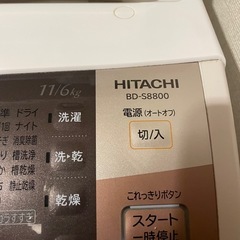 11/6kg
HITACHI
BD-S8800
電源(オートオフ)
切/入
洗濯
洗・乾
乾燥
準 ドライ
ナイト
消臭除菌
槽洗浄
槽乾燥
これっきりボタン
スタート
一時停止